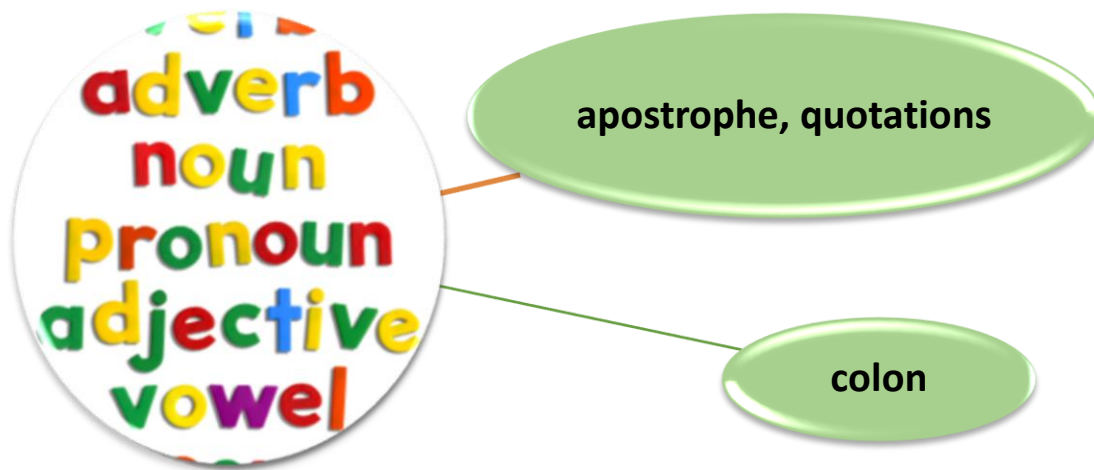 adverb
noun
pronoun
adjective
vowel
apostrophe, quotations
colon